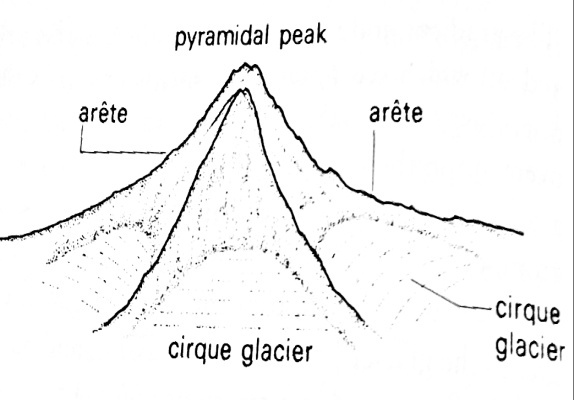 pyramidal peak
arête
arête
cirque
glacier
cirque glacier